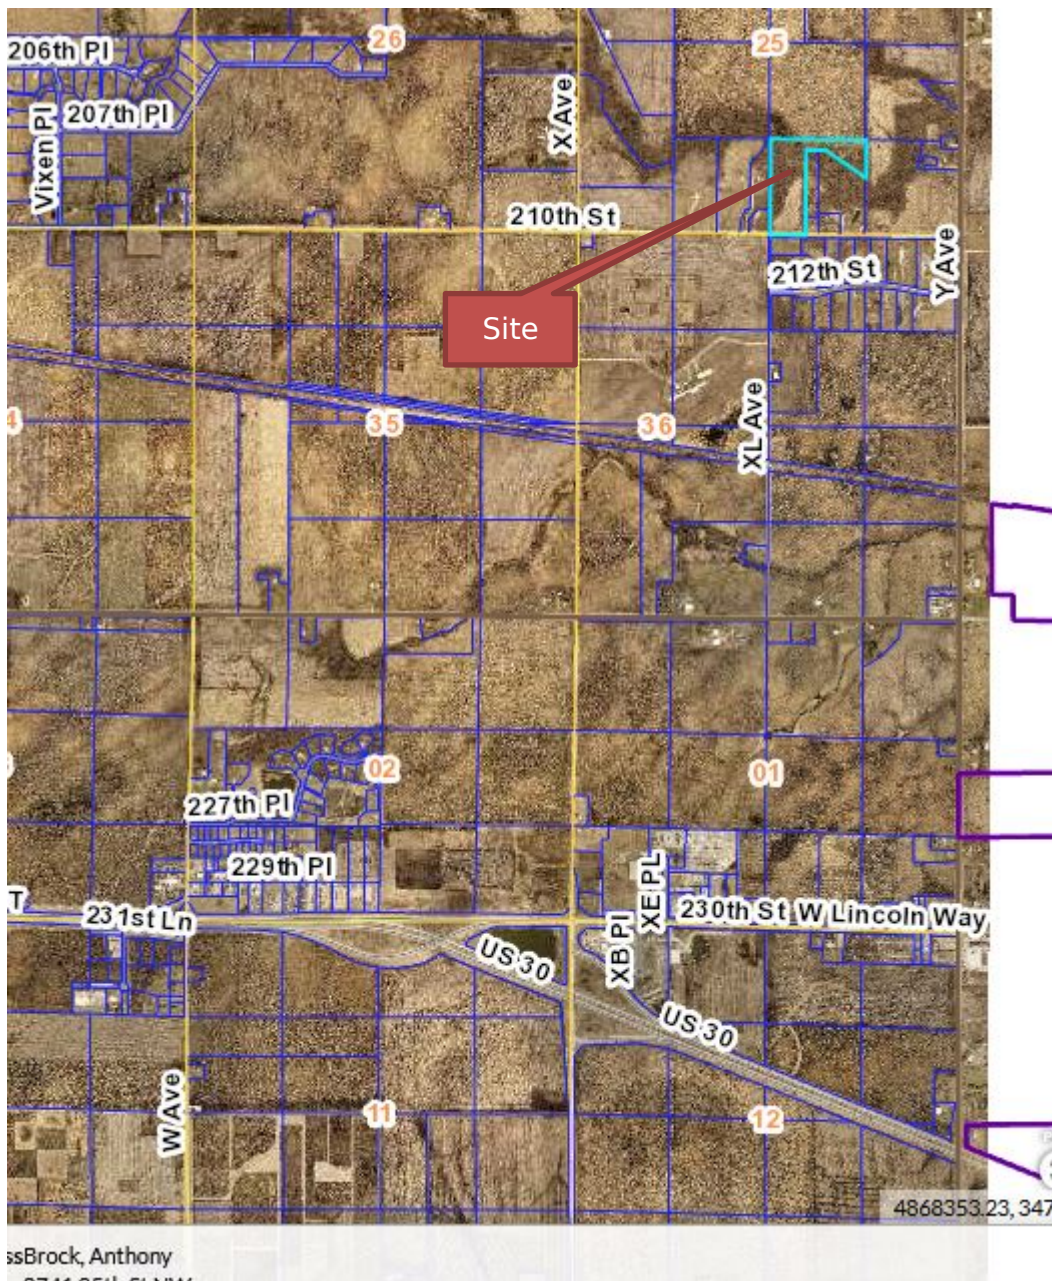 26
25
206th Pl
207th Pl
X Ave
Vixen Pl
210th St
212th St
Y Ave
Site
4
35
36
XL Ave
02
01
227th Pl
229th Pl
XE PL
T
231st Ln
230th St W Lincoln Way
US 30
XB Pl
US 30
W Ave
11
12
4868353.23, 347
ssBrock, Anthony